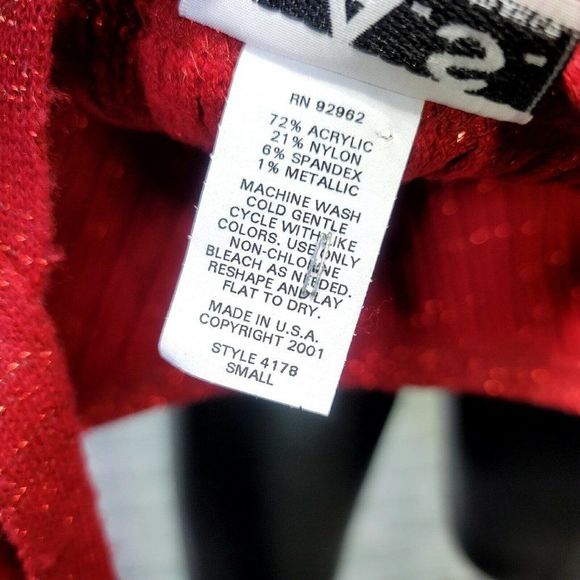 RN 92962
72% ACRYLIC
21% NYLON
6% SPANDEX
1% METALLIC
MACHINE WASH
COLD GENTLE
CYCLE WITH LIKE
COLORS. USE ONLY
NON-CHLORINE
BLEACH AS NEEDED.
RESHAPE AND LAY
FLAT TO DRY.
MADE IN U.S.A.
COPYRIGHT 2001
STYLE 4178
SMALL